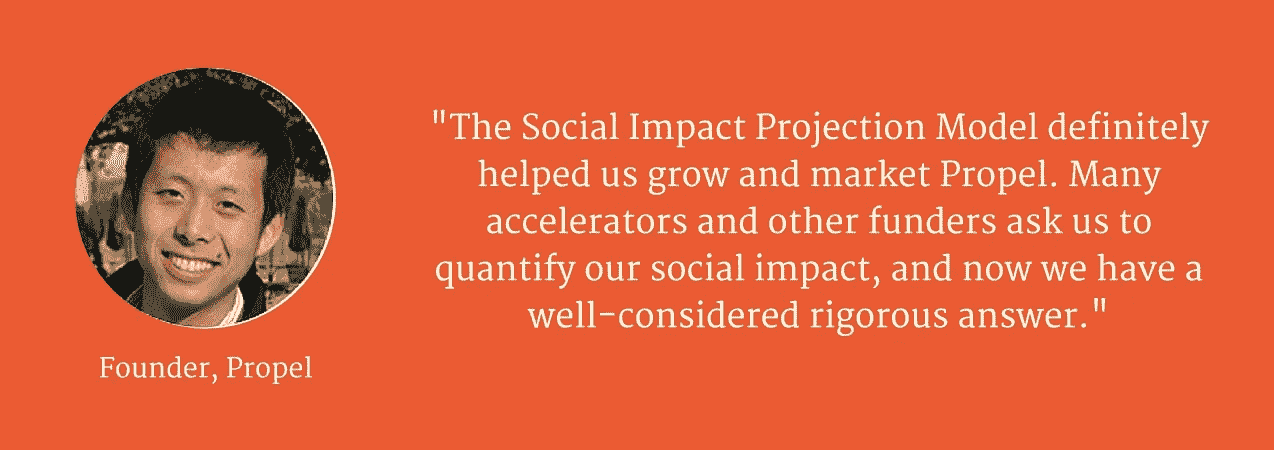 "The Social Impact Projection Model definitely
helped us grow and market Propel. Many
accelerators and other funders ask us to
quantify our social impact, and now we have a
well-considered rigorous answer."
Founder, Propel